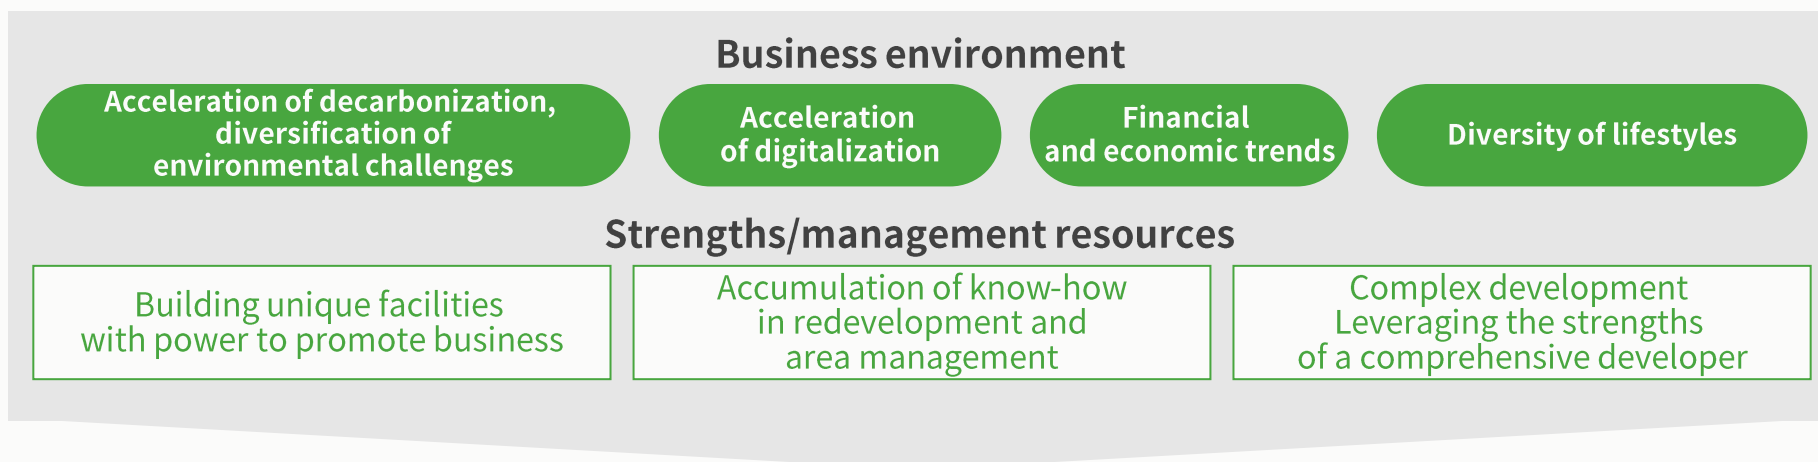 Business environment
Acceleration of decarbonization,
diversification of
environmental challenges
Acceleration
of digitalization
Financial
and economic trends
Diversity of lifestyles
Strengths/management resources
Building unique facilities
with power to promote business
Accumulation of know-how
in redevelopment and
area management
Complex development
Leveraging the strengths
of a comprehensive developer